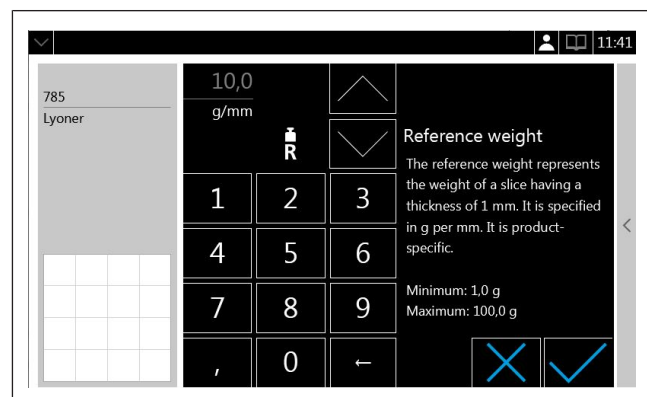 11:41
785
Lyoner
10,0
g/mm
R
1 2 3
4 5 6
7 8 9
, 0 ←
Reference weight
The reference weight represents
the weight of a slice having a
thickness of 1 mm. It is specified
in g per mm. It is product-
specific.
Minimum: 1,0 g
Maximum: 100,0 g